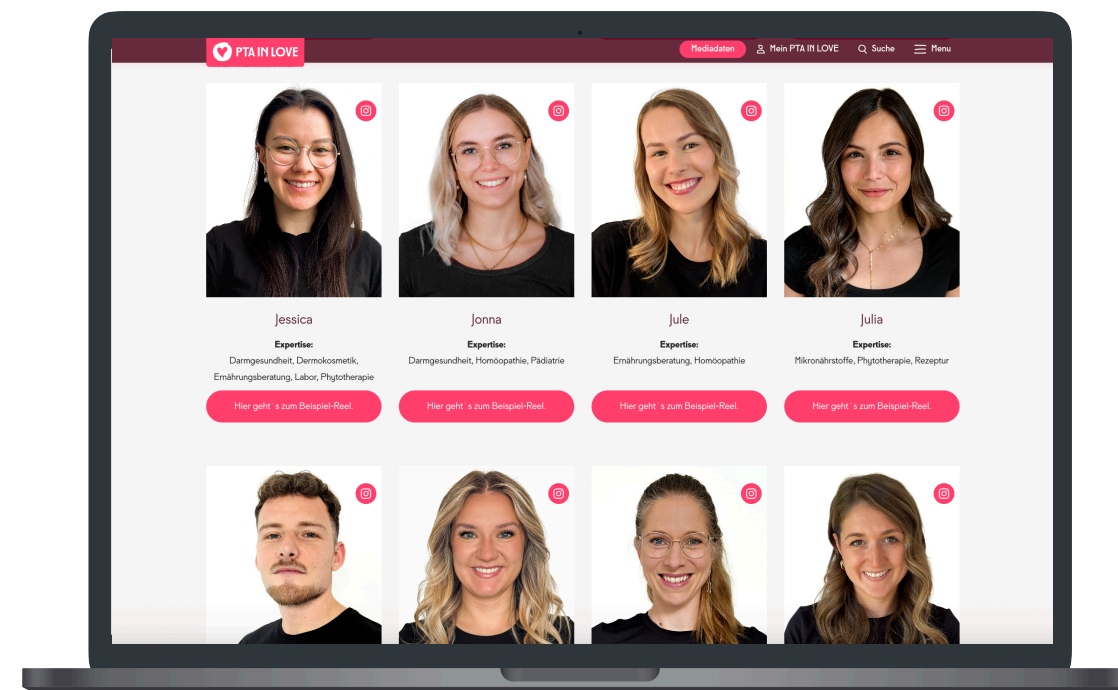 PTA IN LOVE
Mediadaten
Mein PTA IN LOVE
Suche
Menu
Jessica
Expertise:
Darmgesundheit, Dermokosmetik,
Ernährungsberatung, Labor, Phytotherapie
Hier geht´s zum Beispiel-Reel.
Jonna
Expertise:
Darmgesundheit, Homöopathie, Pädiatrie
Hier geht´s zum Beispiel-Reel.
Jule
Expertise:
Ernährungsberatung, Homöopathie
Hier geht´s zum Beispiel-Reel.
Julia
Expertise:
Mikronährstoffe, Phytotherapie, Rezeptur
Hier geht´s zum Beispiel-Reel.